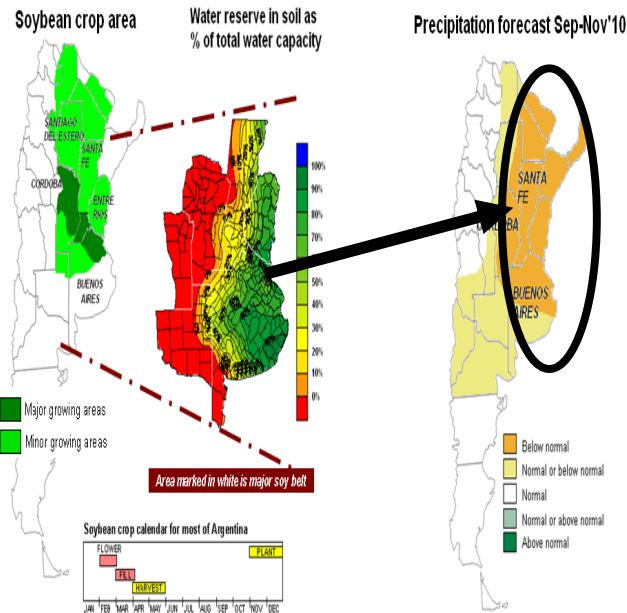 Soybean crop area
Water reserve in soil as
% of total water capacity
Precipitation forecast Sep-Nov'10
SANTIAGO
DEL ESTERO
SANTA
FE
CORDOBA
ENTRE
RIOS
BUENOS
AIRES
100%
90%
80%
70%
60%
50%
40%
30%
20%
10%
0%
SANTA
FE
BUENOS
AIRES
Major growing areas
Minor growing areas
Area marked in white is major soy belt
Below normal
Normal or below normal
Normal
Normal or above normal
Above normal
Soybean crop calendar for most of Argentina
FLOWER
PLANT
FILL
HARVEST
JAN FEB MAR APR MAY JUN JUL AUG SEP OCT NOV DEC